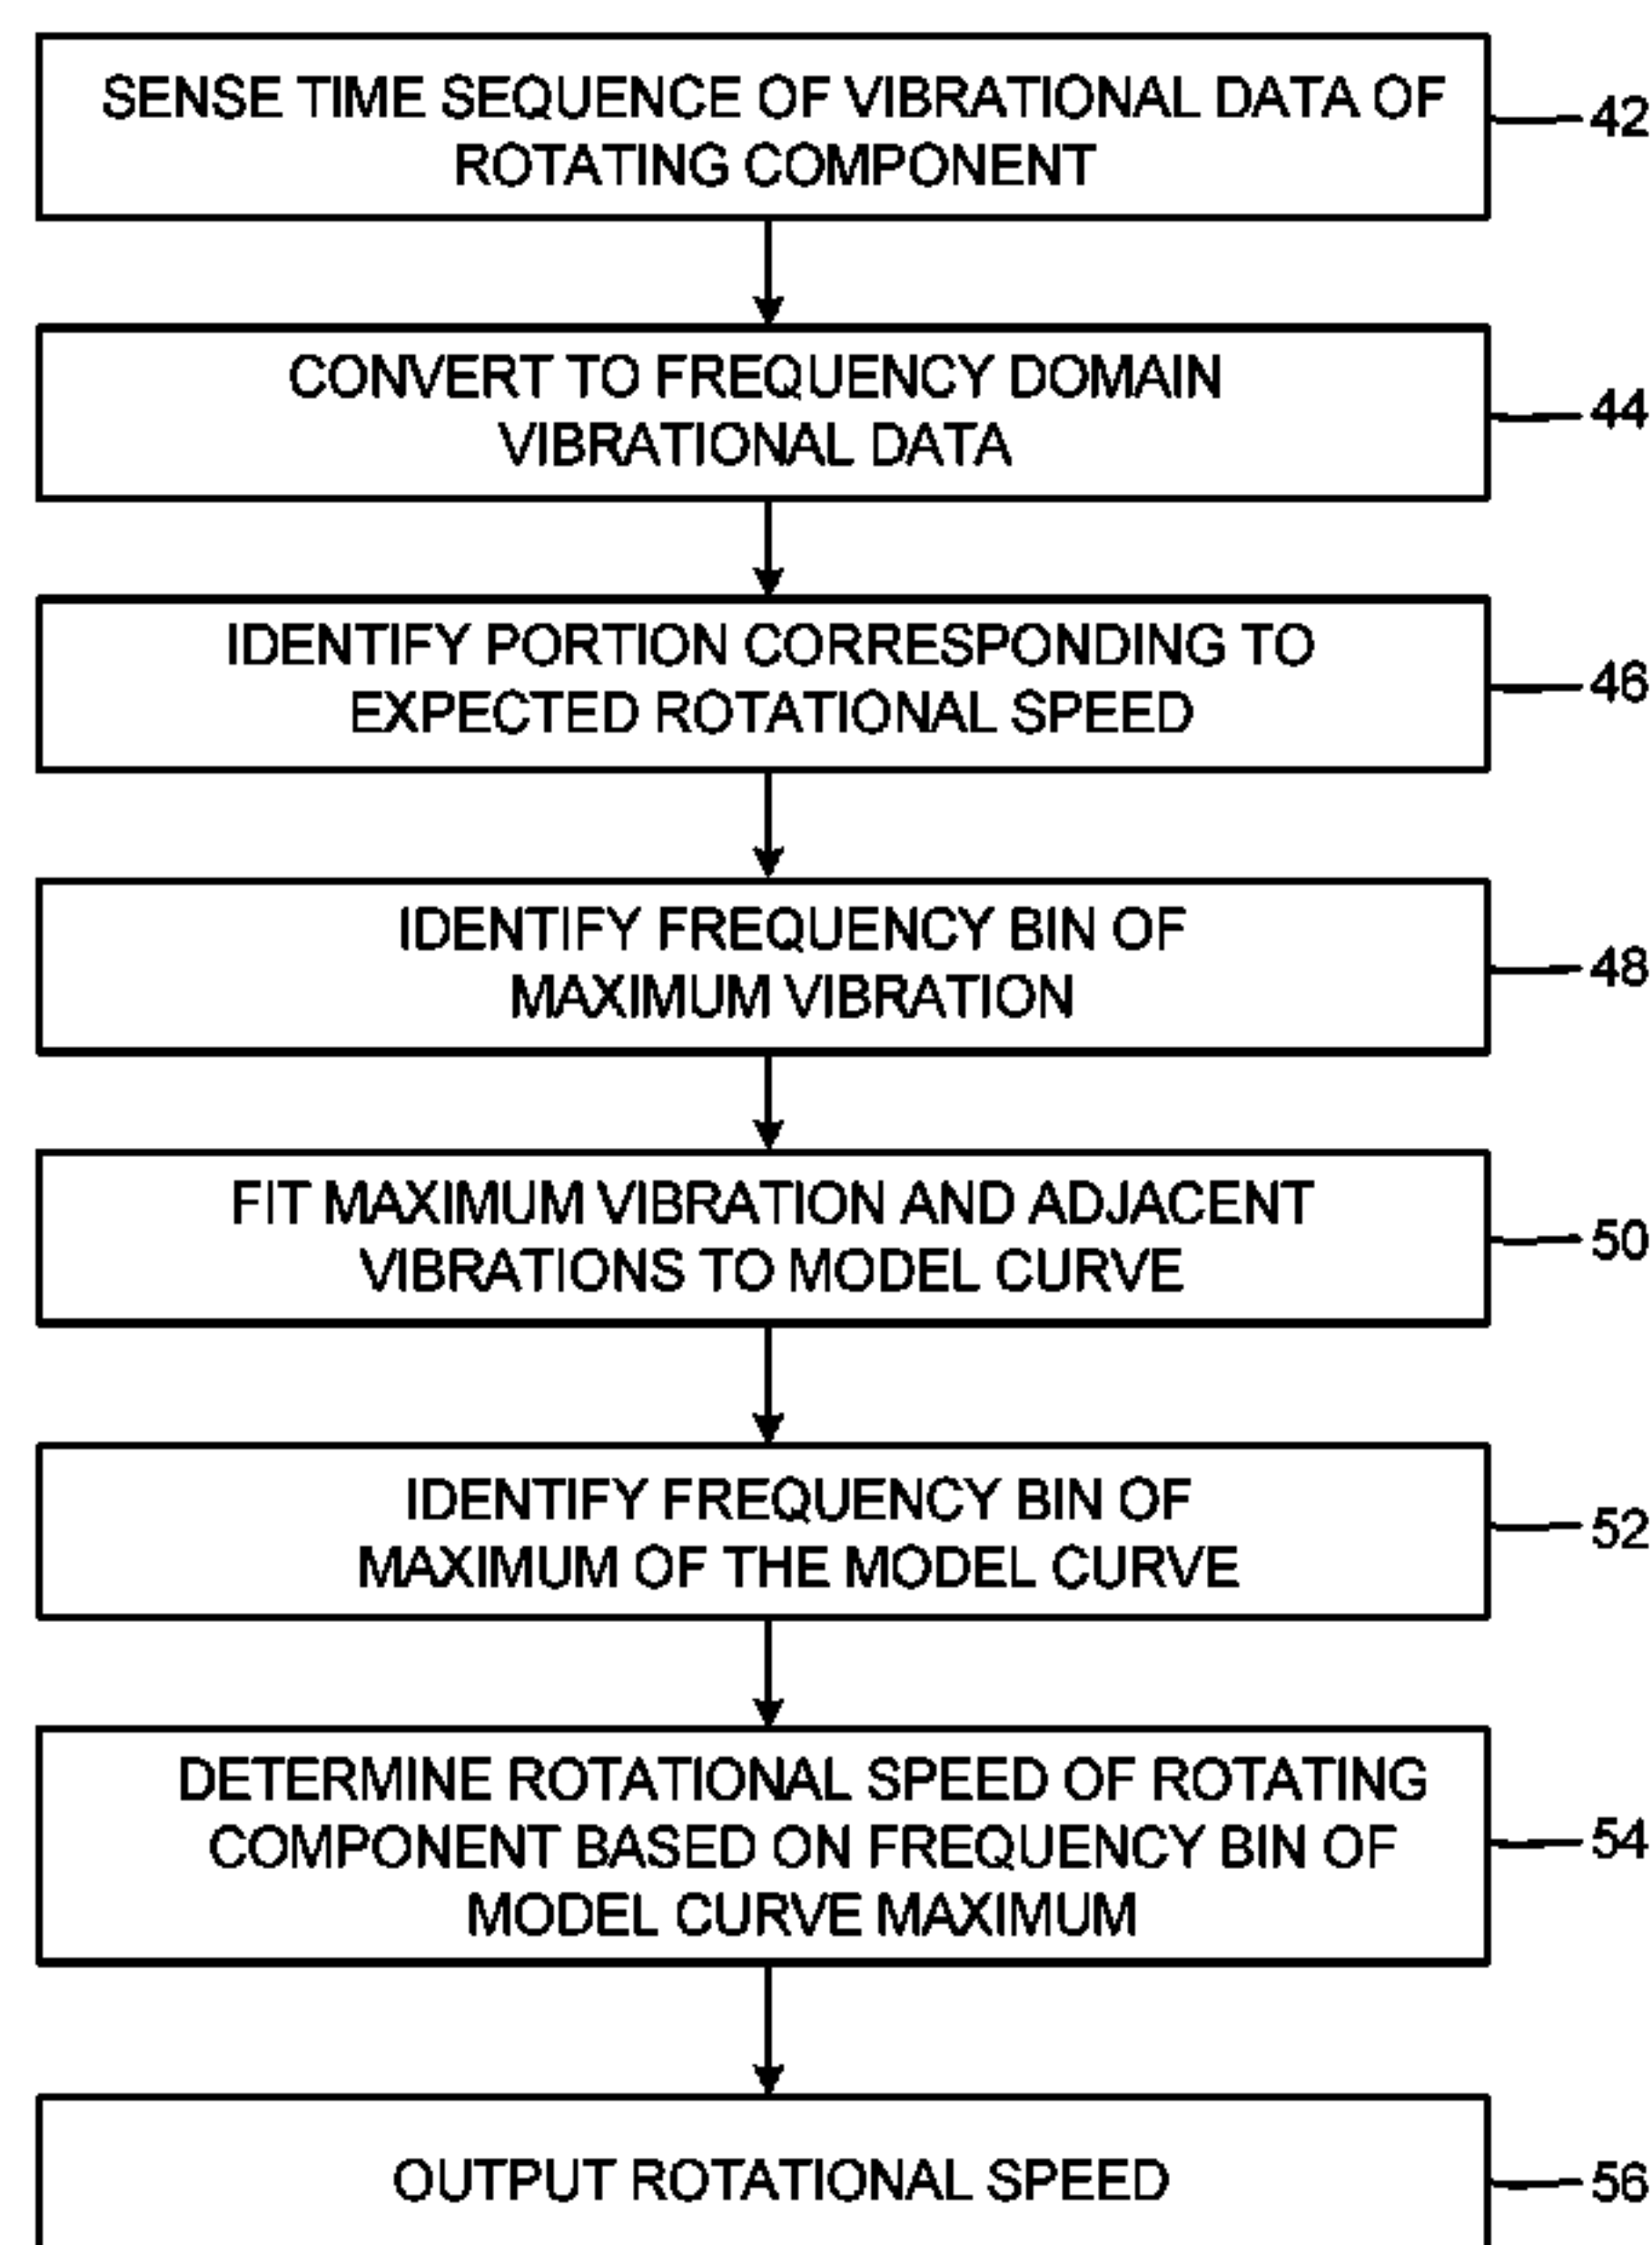 SENSE TIME SEQUENCE OF VIBRATIONAL DATA OF
ROTATING COMPONENT
42
CONVERT TO FREQUENCY DOMAIN
VIBRATIONAL DATA
44
IDENTIFY PORTION CORRESPONDING TO
EXPECTED ROTATIONAL SPEED
46
IDENTIFY FREQUENCY BIN OF
MAXIMUM VIBRATION
48
FIT MAXIMUM VIBRATION AND ADJACENT
VIBRATIONS TO MODEL CURVE
50
IDENTIFY FREQUENCY BIN OF
MAXIMUM OF THE MODEL CURVE
52
DETERMINE ROTATIONAL SPEED OF ROTATING
COMPONENT BASED ON FREQUENCY BIN OF
MODEL CURVE MAXIMUM
54
OUTPUT ROTATIONAL SPEED
56